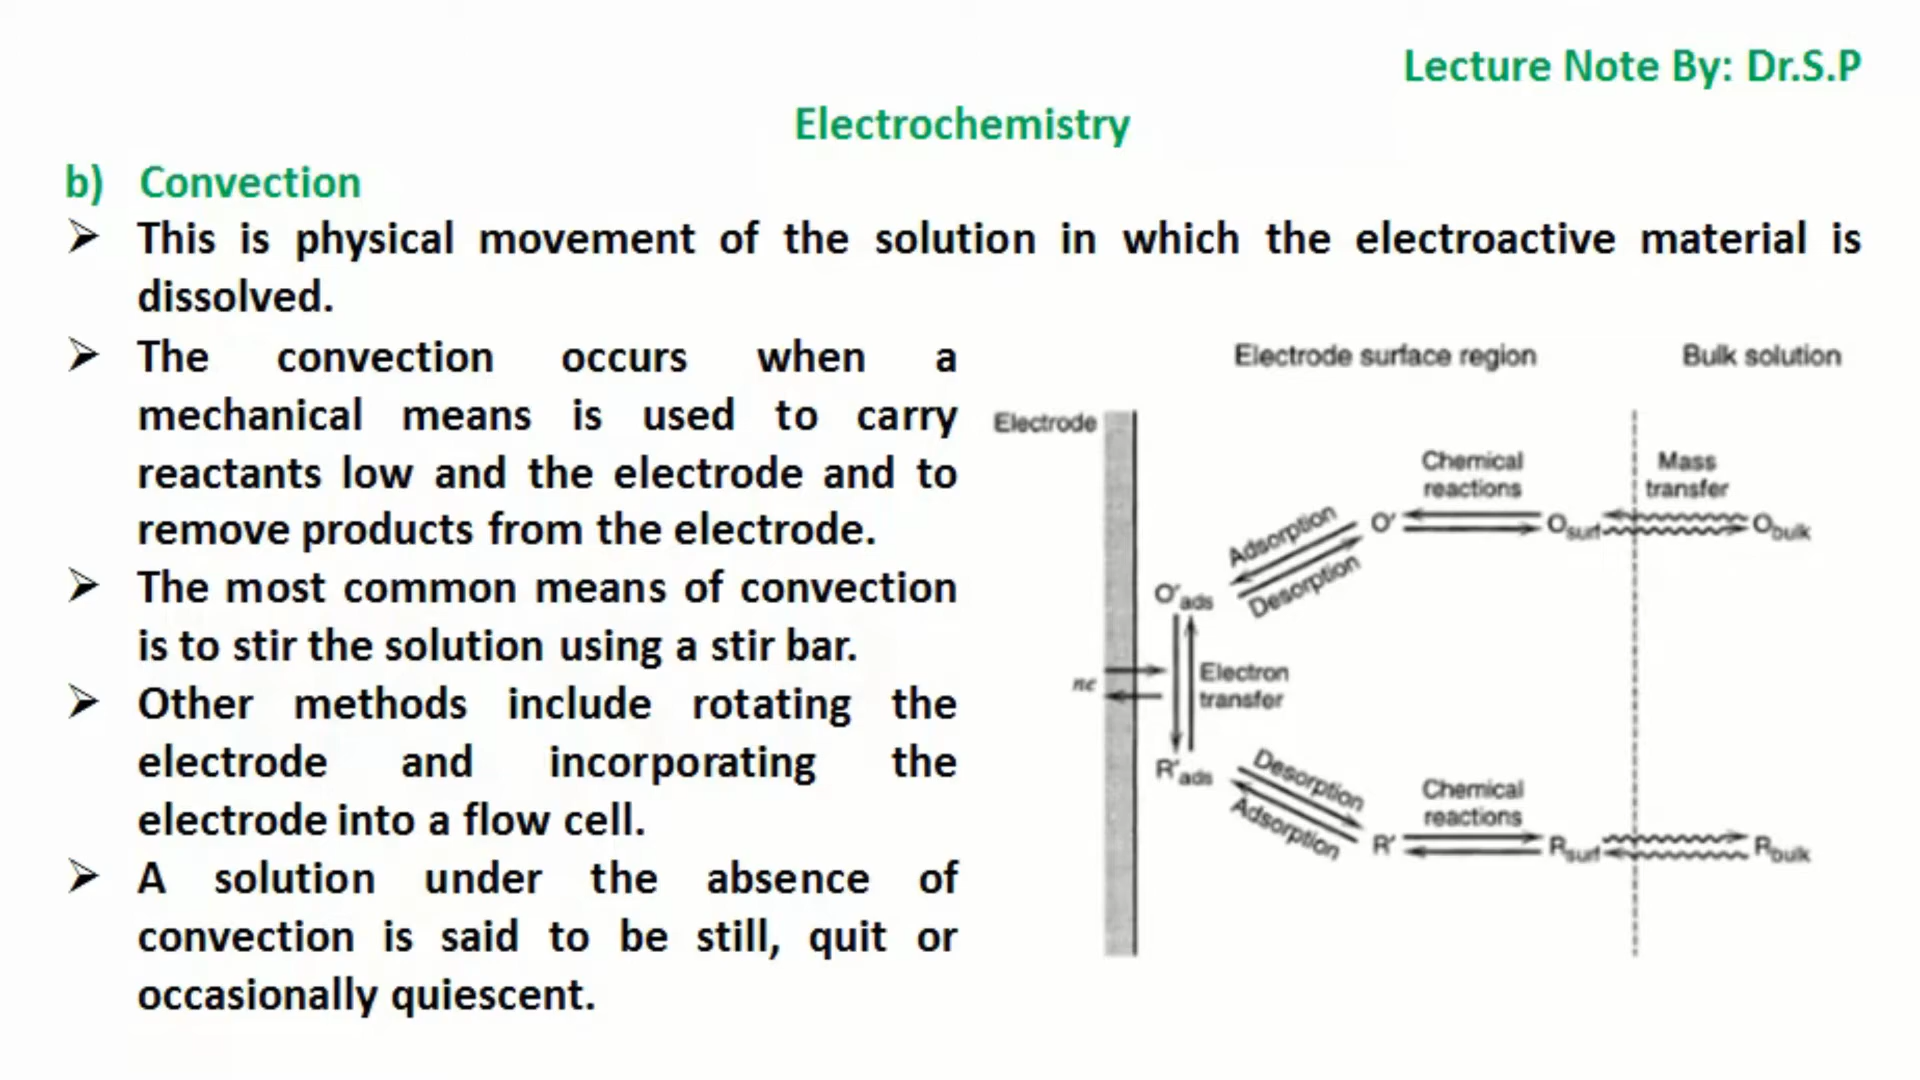 Lecture Note By: Dr.S.P
Electrochemistry
b) Convection
➢ This is physical movement of the solution in which the electroactive material is
dissolved.
➢ The convection occurs when a
mechanical means is used to carry
reactants low and the electrode and to
remove products from the electrode.
➢ The most common means of convection
is to stir the solution using a stir bar.
➢ Other methods include rotating the
electrode and incorporating the
electrode into a flow cell.
➢ A solution under the absence of
convection is said to be still, quit or
occasionally quiescent.
Electrode surface region
Bulk solution
Electrode
Chemical
reactions
Mass
transfer
Adsorption
Desorption
O′
Osurf
Obulk
O′ads
ne
Electron
transfer
R′ads
Desorption
Adsorption
Chemical
reactions
R′
Rsurf
Rbulk